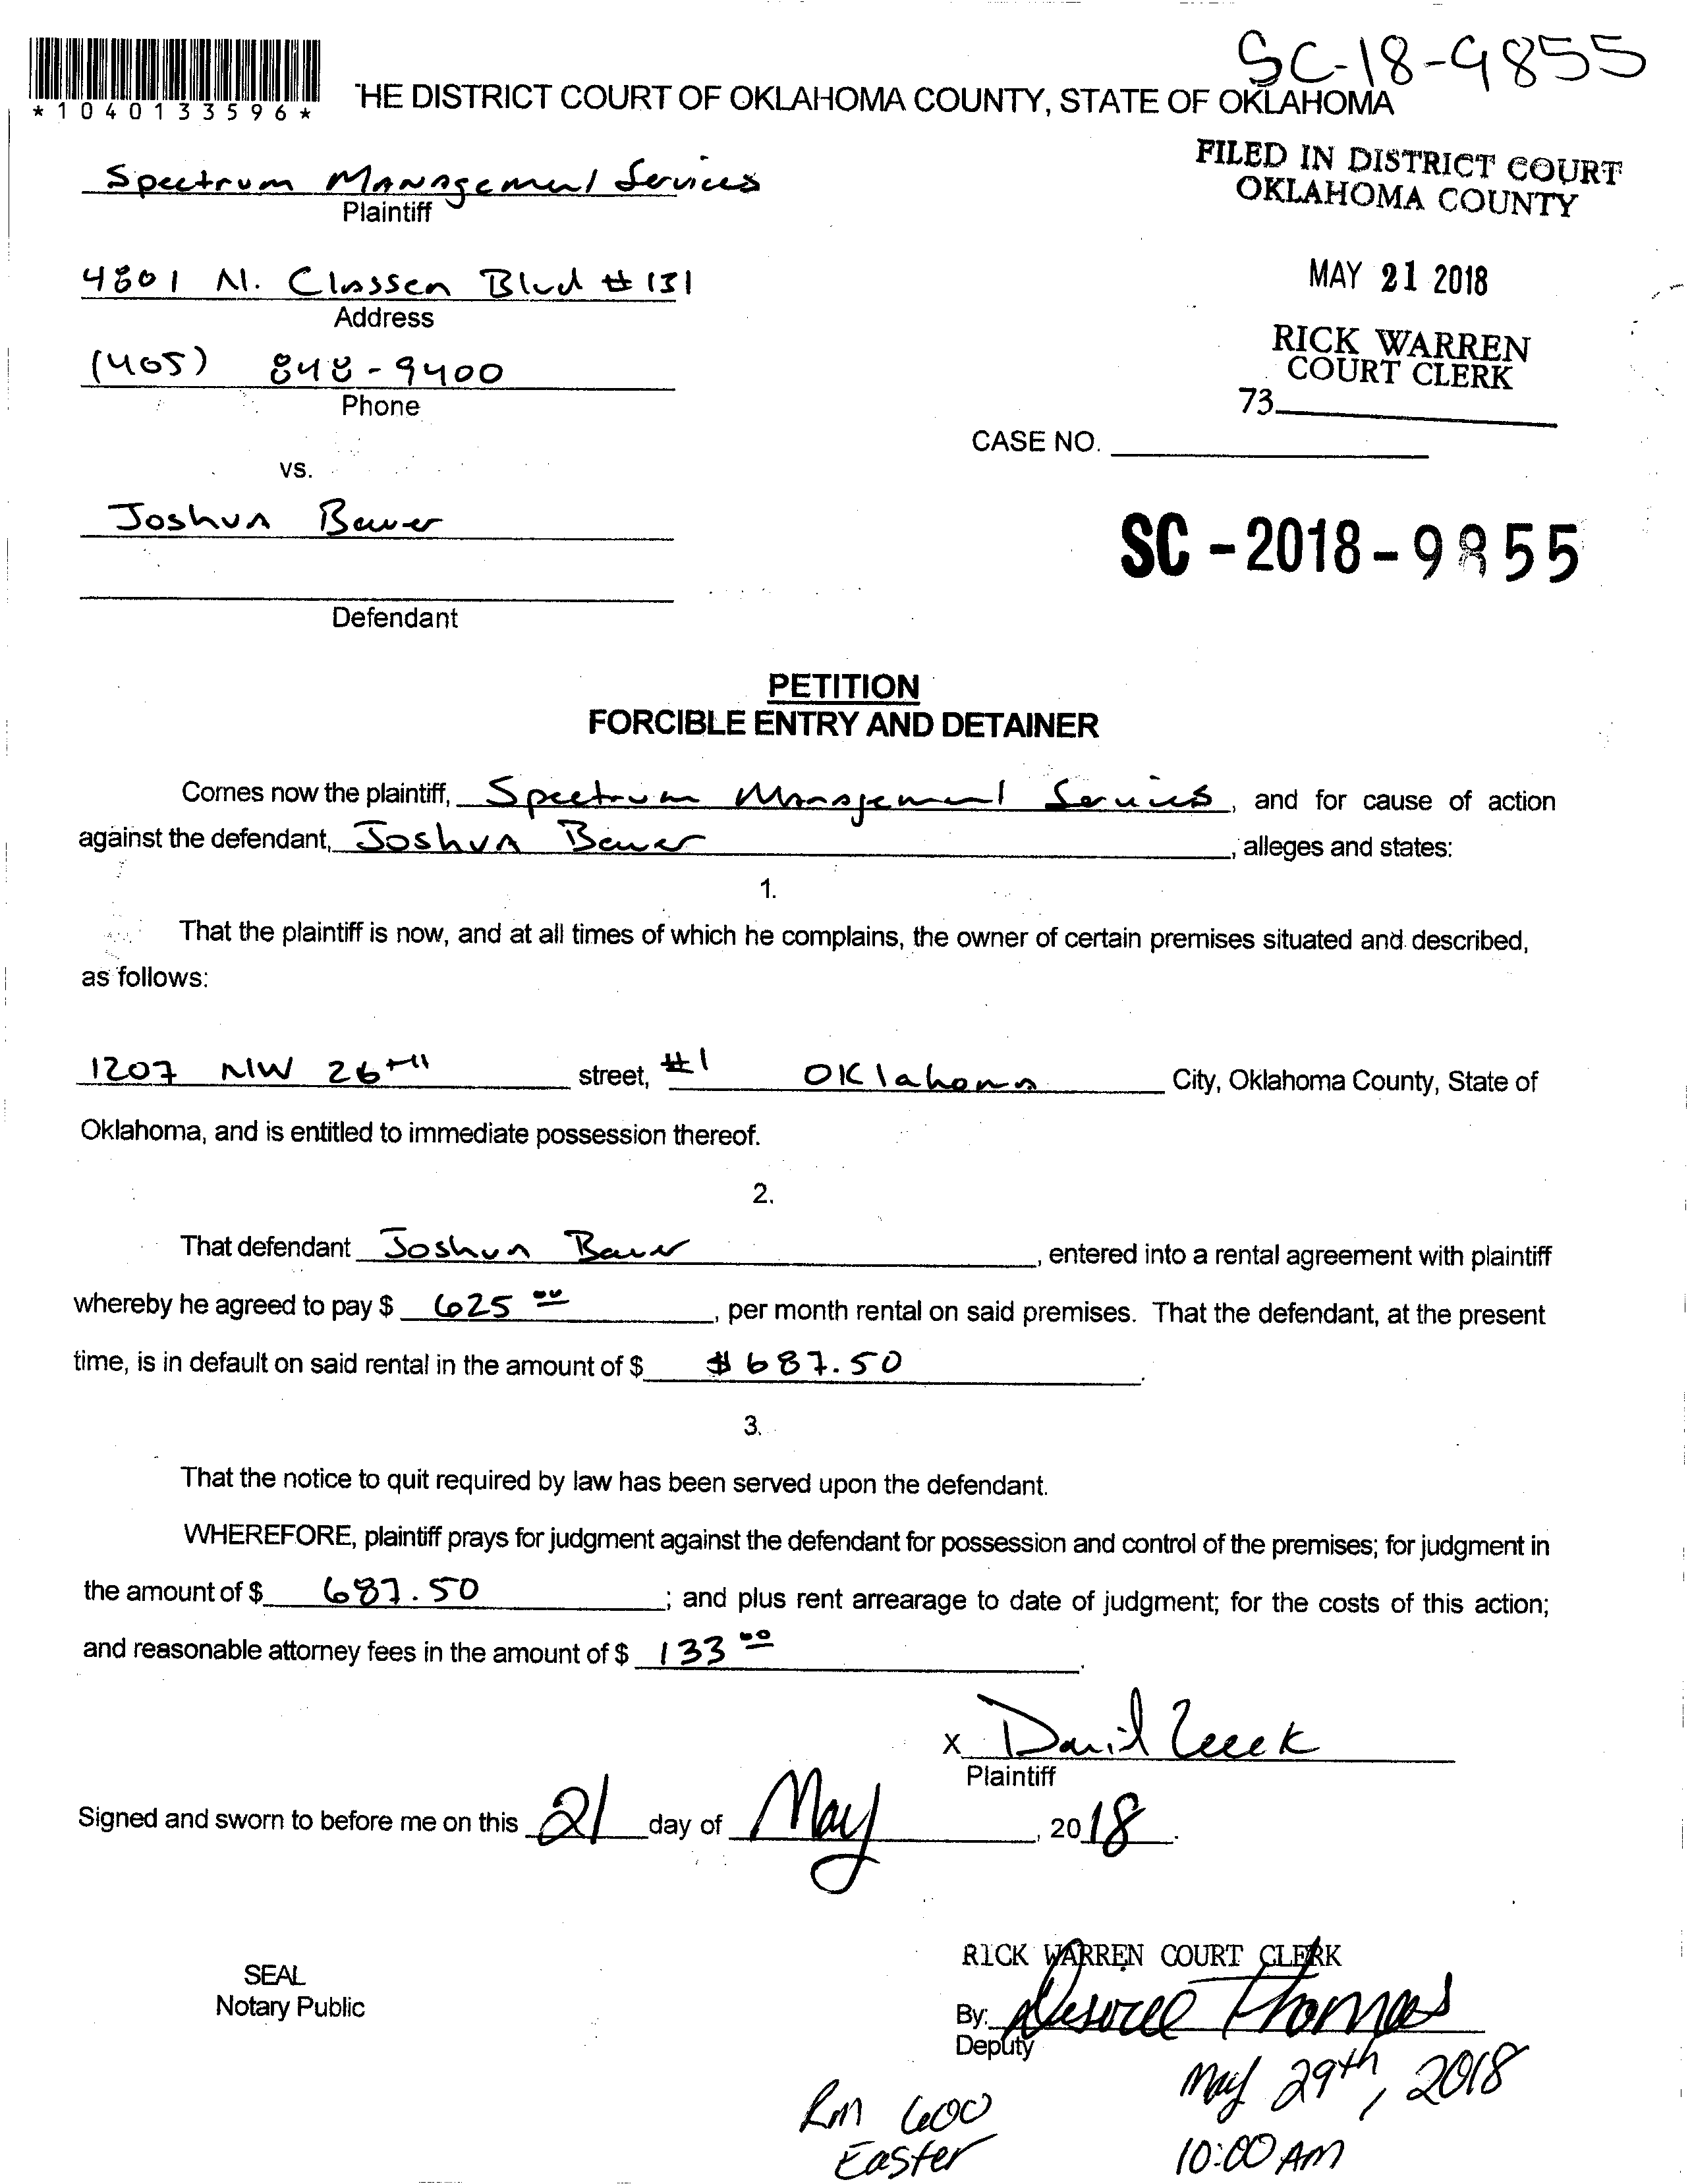 SC-18-9855
*1040133596*
THE DISTRICT COURT OF OKLAHOMA COUNTY, STATE OF OKLAHOMA
FILED IN DISTRICT COURT
OKLAHOMA COUNTY
Spectrum Management Services
Plaintiff
4801 N. Classen Blvd #131
Address
MAY 21 2018
(405) 848-9400
Phone
RICK WARREN
COURT CLERK
73
CASE NO.
vs.
Joshua Bauer
SC-2018-9855
Defendant
PETITION
FORCIBLE ENTRY AND DETAINER
Comes now the plaintiff, Spectrum Management Services, and for cause of action
against the defendant, Joshua Bauer, alleges and states:
1.
That the plaintiff is now, and at all times of which he complains, the owner of certain premises situated and described,
as follows:
1207 NW 26TH street, #1 Oklahoma City, Oklahoma County, State of
Oklahoma, and is entitled to immediate possession thereof.
2.
That defendant Joshua Bauer, entered into a rental agreement with plaintiff
whereby he agreed to pay $ 625 00, per month rental on said premises. That the defendant, at the present
time, is in default on said rental in the amount of $ $687.50.
3.
That the notice to quit required by law has been served upon the defendant.
WHEREFORE, plaintiff prays for judgment against the defendant for possession and control of the premises; for judgment in
the amount of $ 687.50; and plus rent arrearage to date of judgment; for the costs of this action;
and reasonable attorney fees in the amount of $ 133 00.
X David
Plaintiff
Signed and sworn to before me on this 21 day of May, 2018.
RICK WARREN COURT CLERK
SEAL
Notary Public
By: Desiree Thomas
Deputy
May 29th, 2018
Rm 600
Easter
10:00 AM